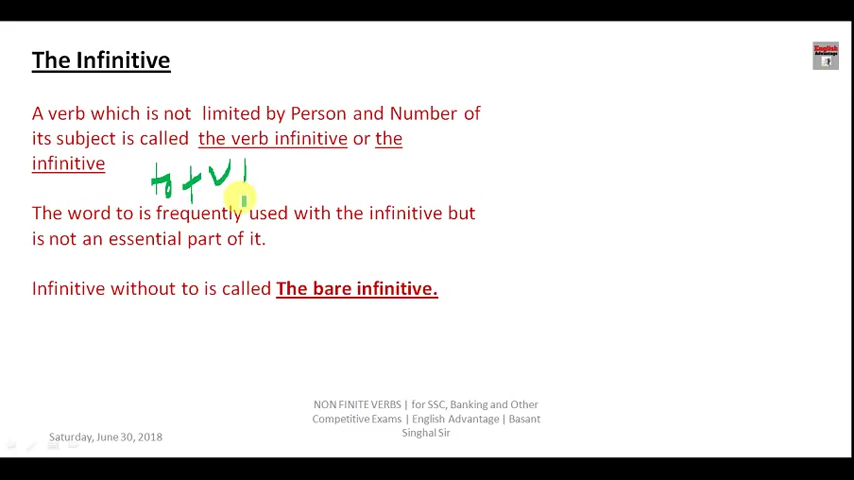 The Infinitive
English
Advantage
A verb which is not limited by Person and Number of
its subject is called the verb infinitive or the
infinitive
to + V1
The word to is frequently used with the infinitive but
is not an essential part of it.
Infinitive without to is called The bare infinitive.
NON FINITE VERBS | for SSC, Banking and Other
Competitive Exams | English Advantage | Basant
Singhal Sir
Saturday, June 30, 2018